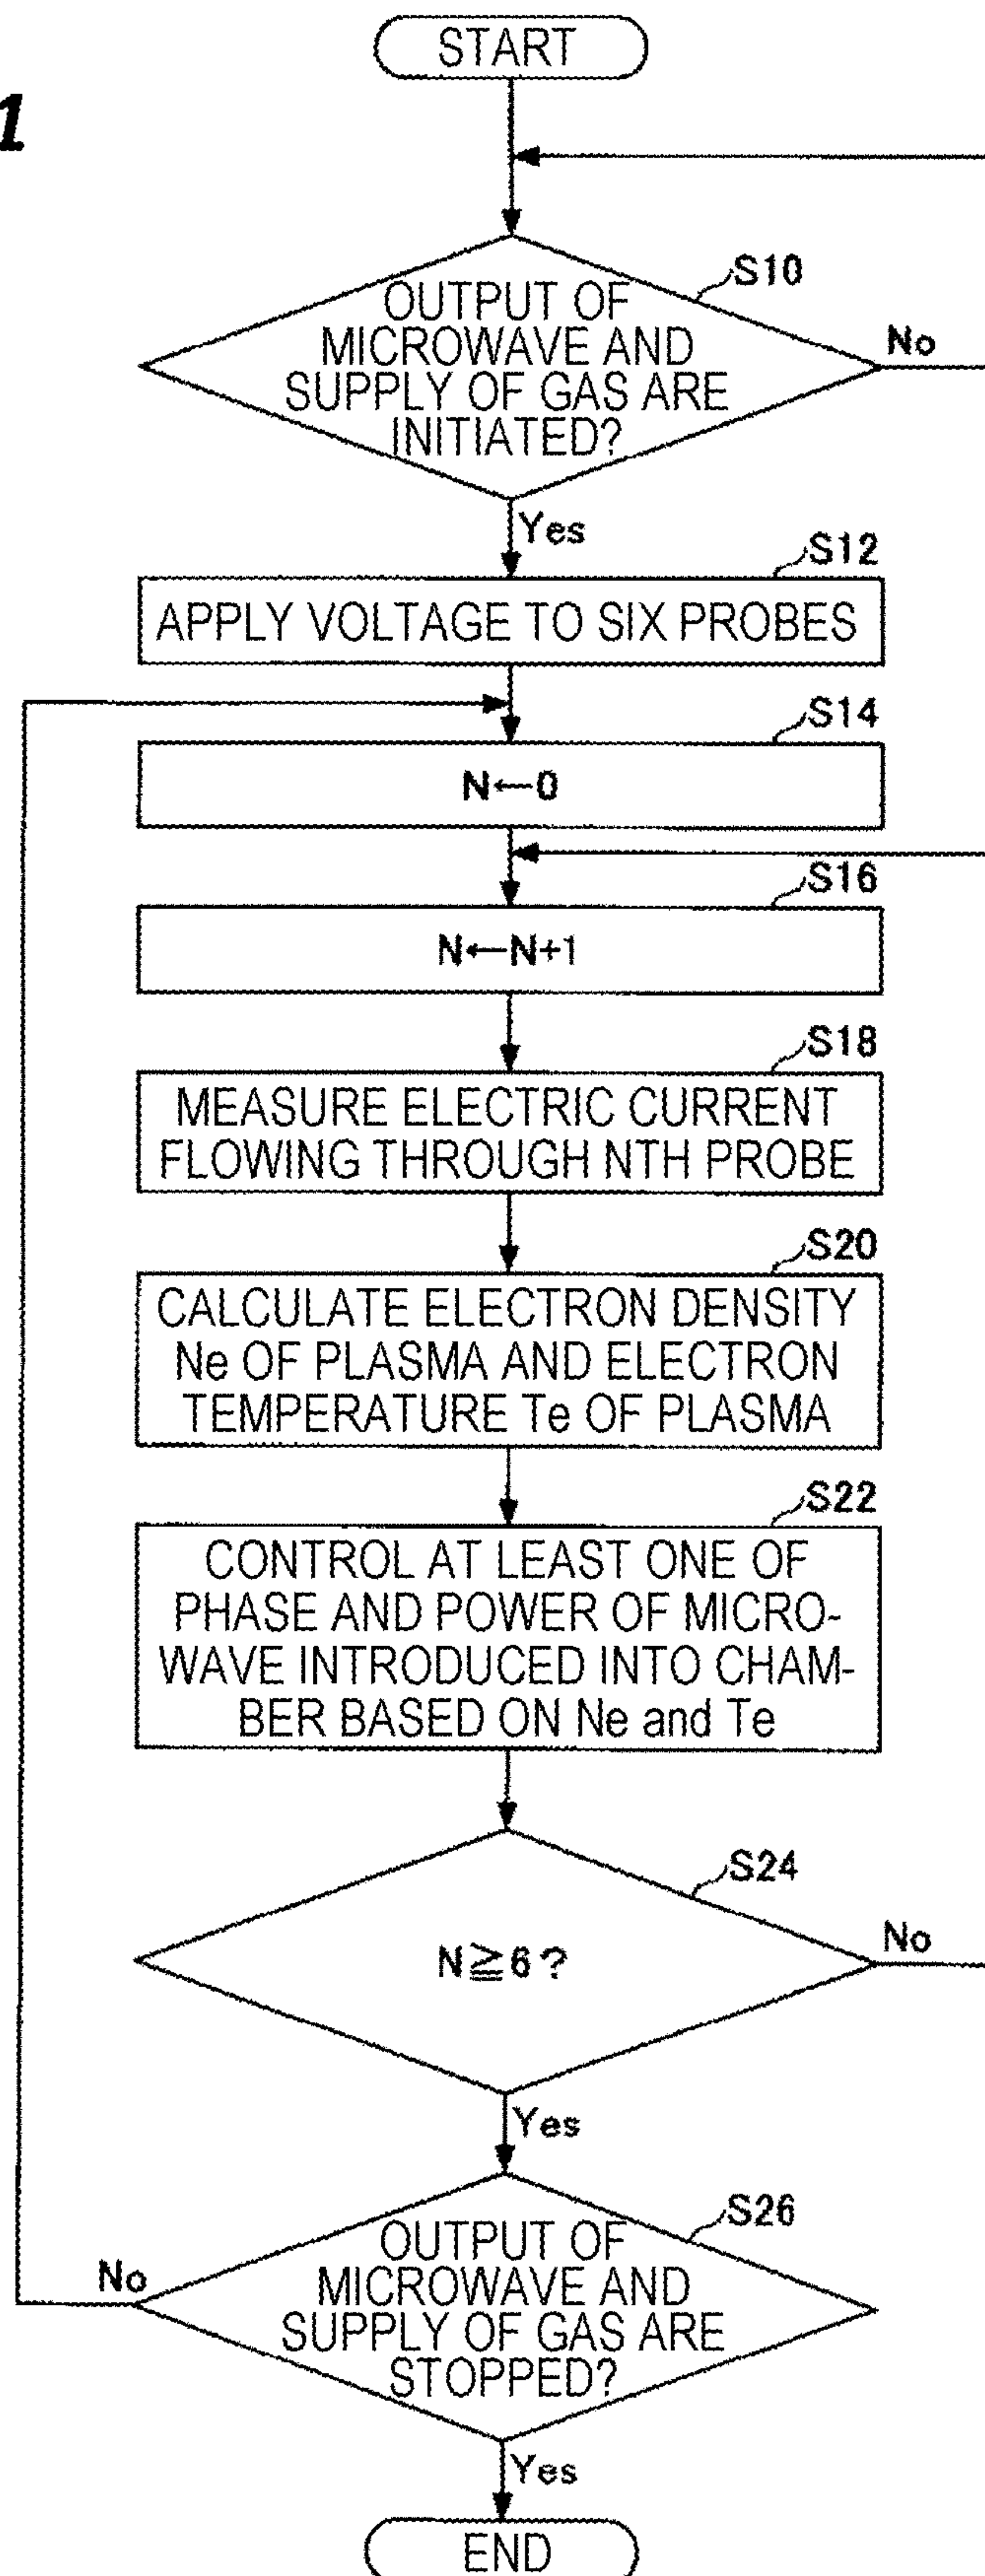 1
START
S10
OUTPUT OF
MICROWAVE AND
SUPPLY OF GAS ARE
INITIATED?
No
Yes
S12
APPLY VOLTAGE TO SIX PROBES
S14
N←0
S16
N←N+1
S18
MEASURE ELECTRIC CURRENT
FLOWING THROUGH NTH PROBE
S20
CALCULATE ELECTRON DENSITY
Ne OF PLASMA AND ELECTRON
TEMPERATURE Te OF PLASMA
S22
CONTROL AT LEAST ONE OF
PHASE AND POWER OF MICRO-
WAVE INTRODUCED INTO CHAM-
BER BASED ON Ne and Te
S24
N≧6?
No
Yes
S26
OUTPUT OF
MICROWAVE AND
SUPPLY OF GAS ARE
STOPPED?
No
Yes
END